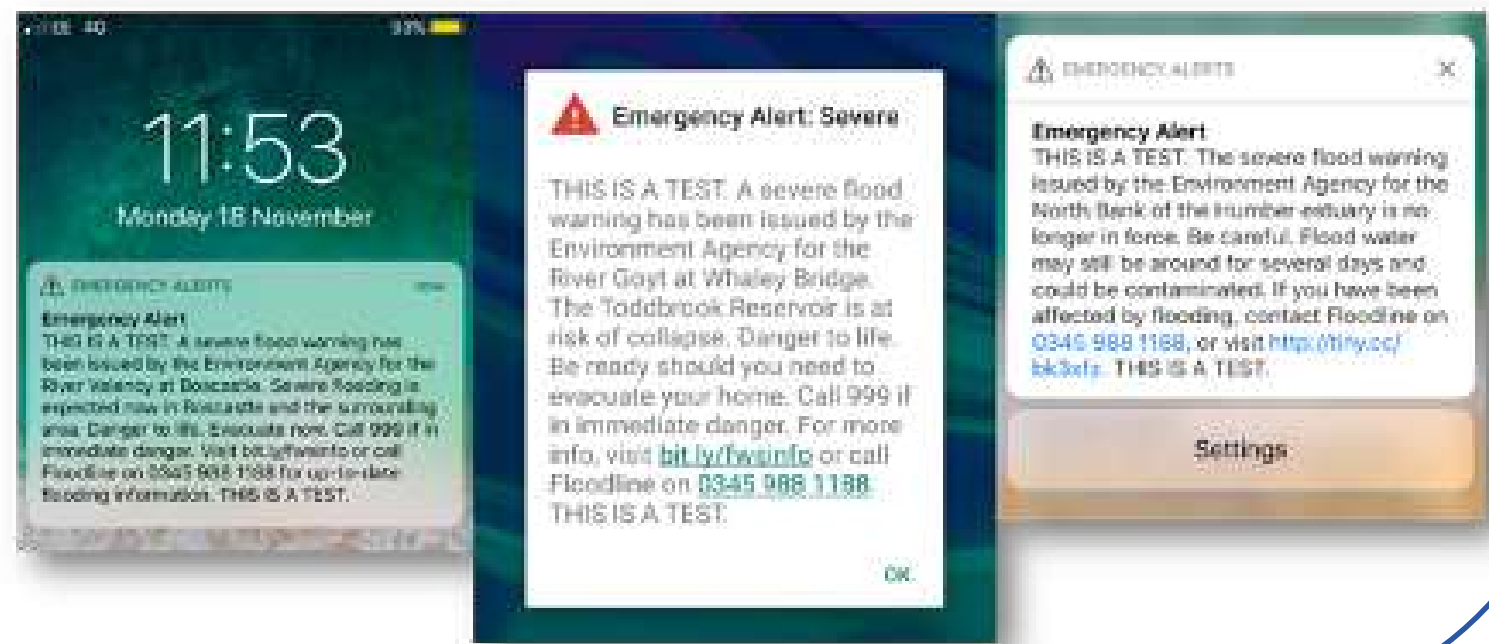 EE 4G 93%
11:53
Monday 18 November
EMERGENCY ALERTS now
Emergency Alert
THIS IS A TEST. A severe flood warning has
been issued by the Environment Agency for the
River Valency at Boscastle. Severe flooding is
expected now in Boscastle and the surrounding
area. Danger to life. Evacuate now. Call 999 if in
immediate danger. Visit bit.ly/fwsinfo or call
Floodline on 0345 988 1188 for up-to-date
flooding information. THIS IS A TEST.
Emergency Alert: Severe
THIS IS A TEST. A severe flood
warning has been issued by the
Environment Agency for the
River Goyt at Whaley Bridge.
The Toddbrook Reservoir is at
risk of collapse. Danger to life.
Be ready should you need to
evacuate your home. Call 999 if
in immediate danger. For more
info, visit bit.ly/fwsinfo or call
Floodline on 0345 988 1188.
THIS IS A TEST.
OK
EMERGENCY ALERTS
Emergency Alert
THIS IS A TEST. The severe flood warning
issued by the Environment Agency for the
North Bank of the Humber estuary is no
longer in force. Be careful. Flood water
may still be around for several days and
could be contaminated. If you have been
affected by flooding, contact Floodline on
0345 988 1188, or visit http://tiny.cc/
THIS IS A TEST.
Settings